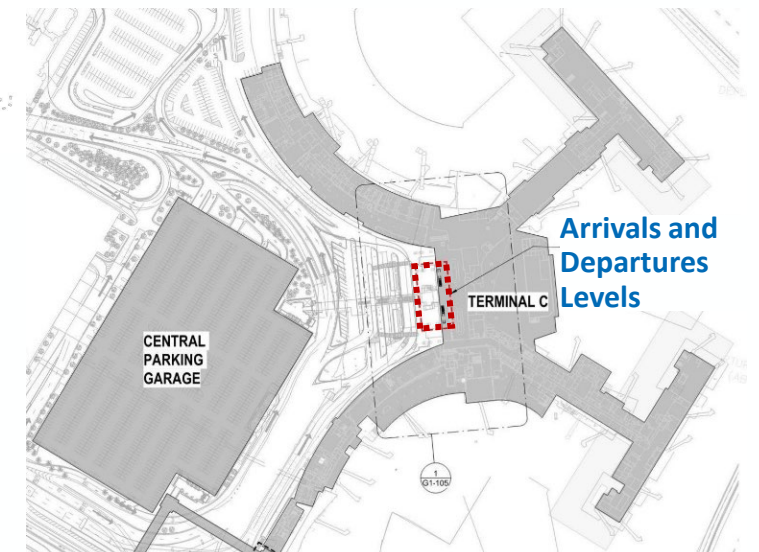 Arrivals and
Departures
Levels
TERMINAL C
CENTRAL
PARKING
GARAGE
1
G1-105